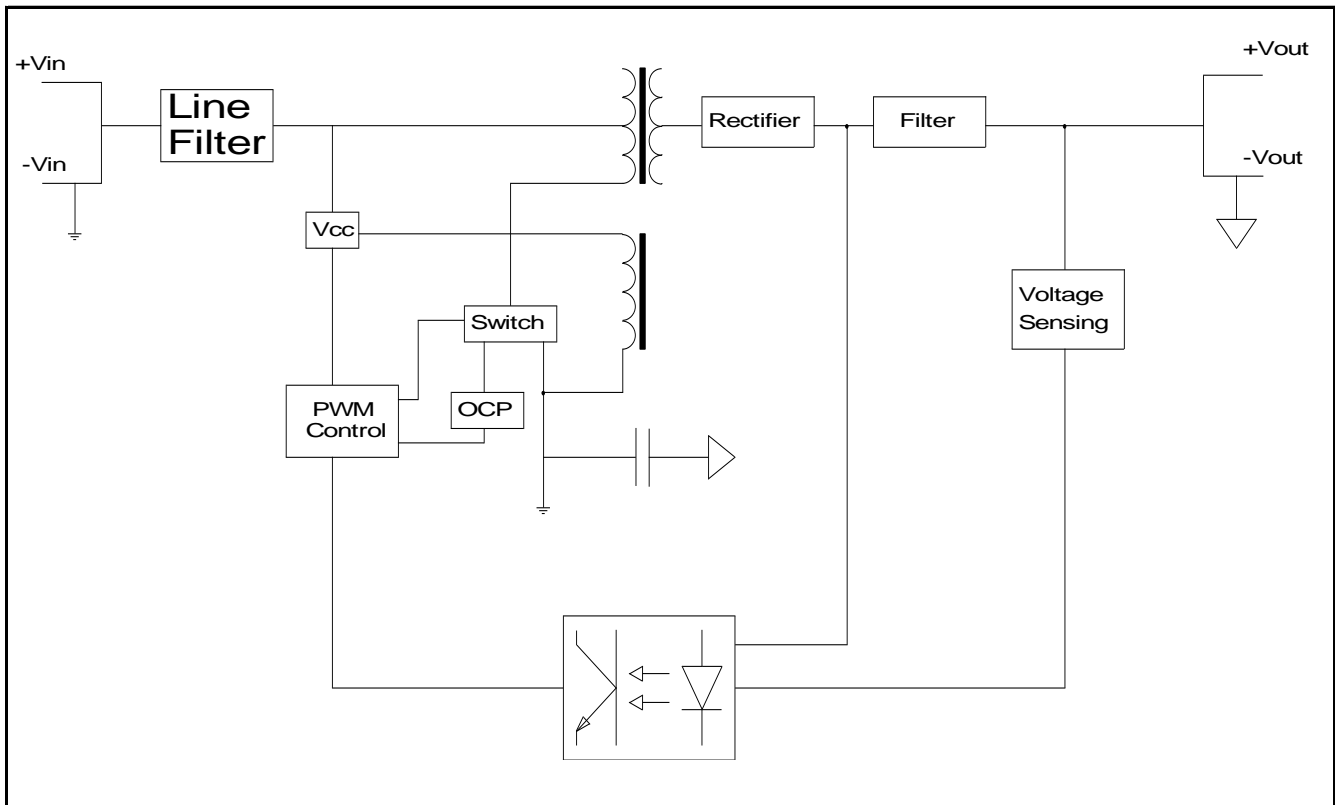 +Vin
-Vin
Line
Filter
Vcc
PWM
Control
Switch
OCP
Rectifier
Filter
Voltage
Sensing
+Vout
-Vout